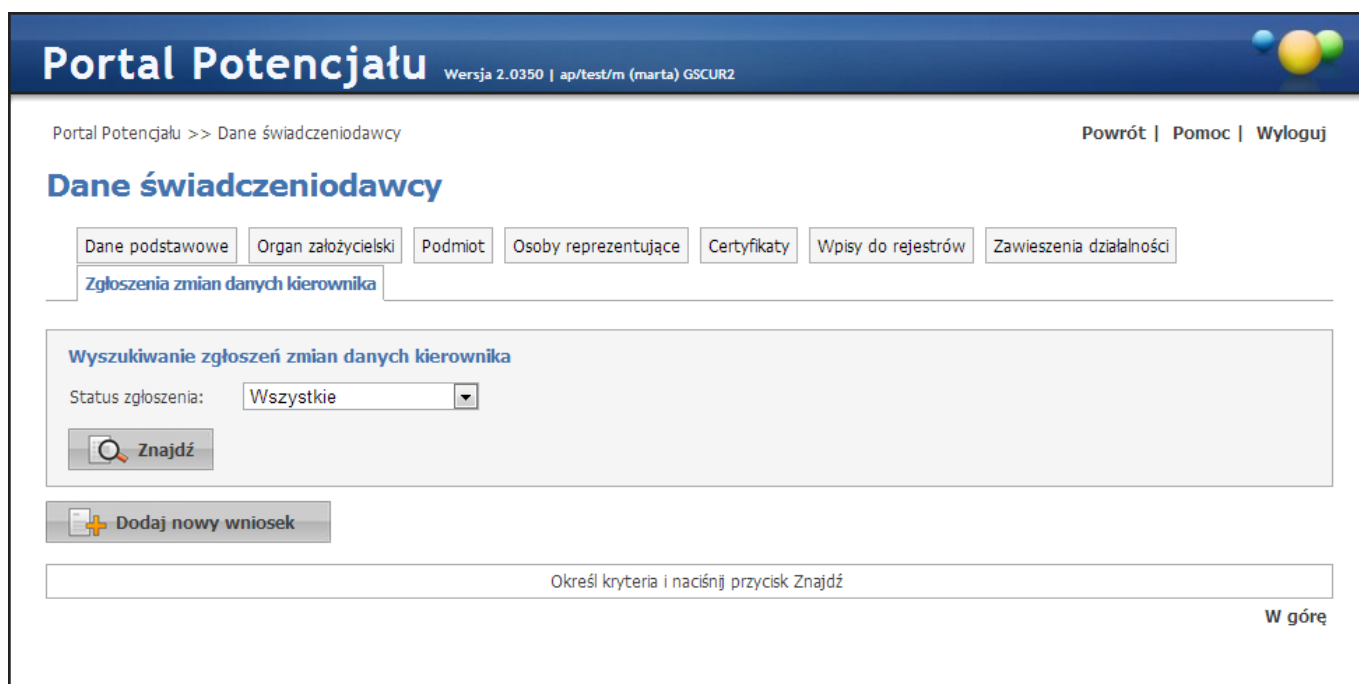 Portal Potencjału Wersja 2.0350 | ap/test/m (marta) GSCUR2
Portal Potencjału >> Dane świadczeniodawcy Powrót | Pomoc | Wyloguj
Dane świadczeniodawcy
Dane podstawowe Organ założycielski Podmiot Osoby reprezentujące Certyfikaty Wpisy do rejestrów Zawieszenia działalności
Zgłoszenia zmian danych kierownika
Wyszukiwanie zgłoszeń zmian danych kierownika
Status zgłoszenia: Wszystkie
Znajdź
Dodaj nowy wniosek
Określ kryteria i naciśnij przycisk Znajdź
W górę